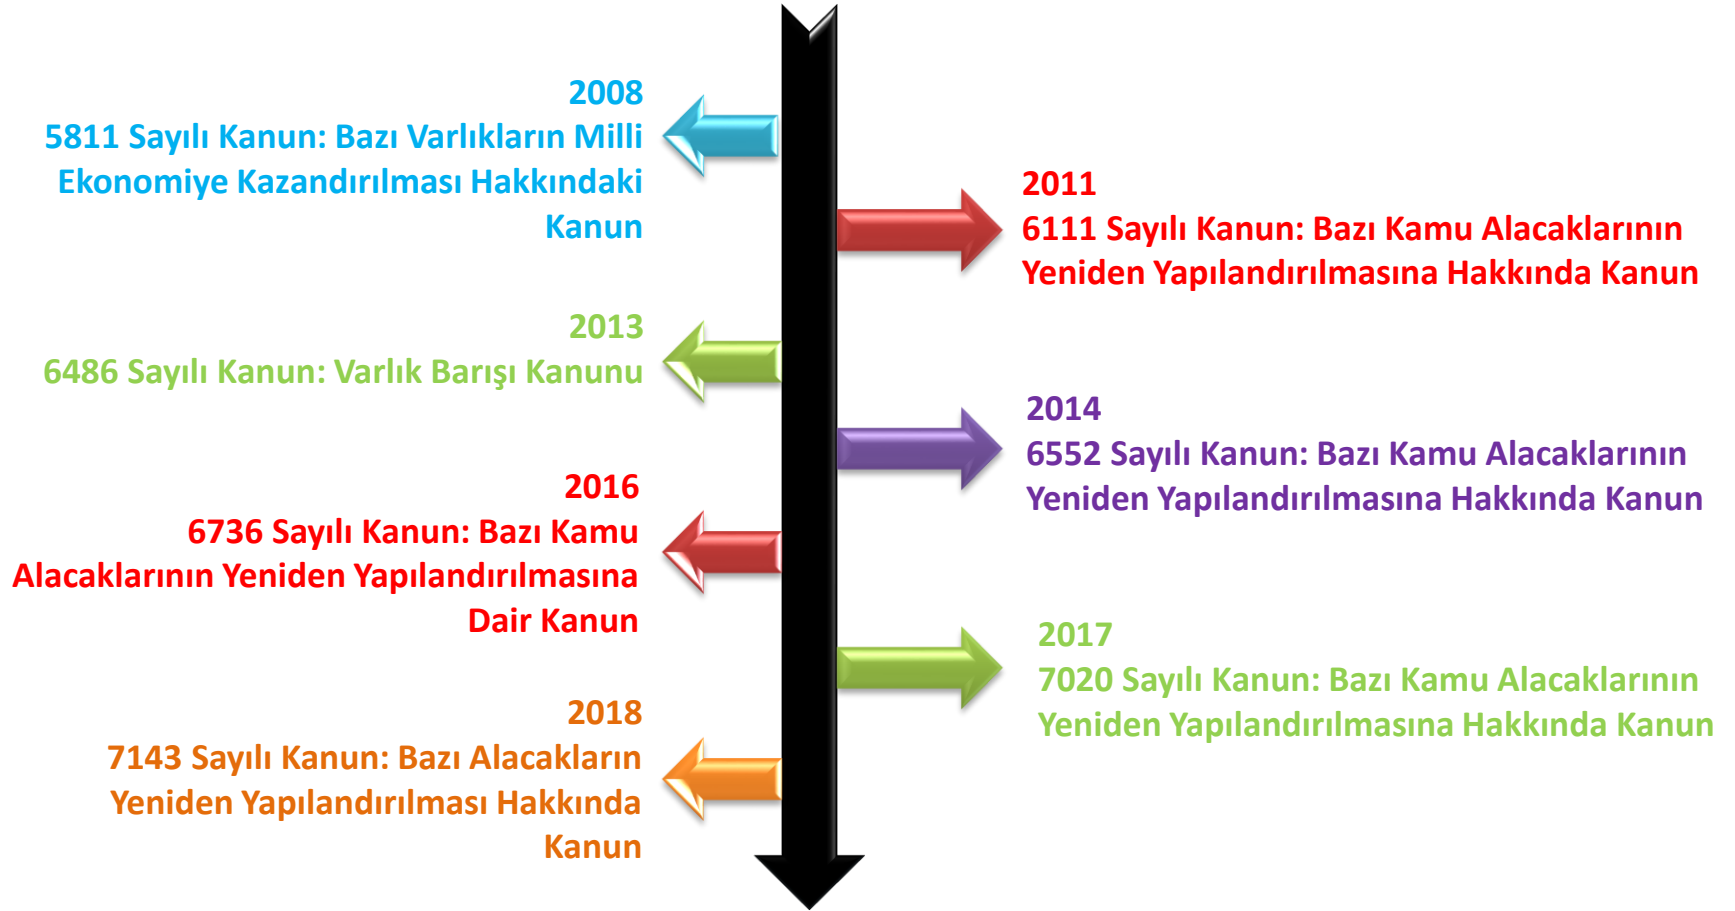 2008
5811 Sayılı Kanun: Bazı Varlıkların Milli
Ekonomiye Kazandırılması Hakkındaki
Kanun
2011
6111 Sayılı Kanun: Bazı Kamu Alacaklarının
Yeniden Yapılandırılmasına Hakkında Kanun
2013
6486 Sayılı Kanun: Varlık Barışı Kanunu
2014
6552 Sayılı Kanun: Bazı Kamu Alacaklarının
Yeniden Yapılandırılmasına Hakkında Kanun
2016
6736 Sayılı Kanun: Bazı Kamu
Alacaklarının Yeniden Yapılandırılmasına
Dair Kanun
2017
7020 Sayılı Kanun: Bazı Kamu Alacaklarının
Yeniden Yapılandırılmasına Hakkında Kanun
2018
7143 Sayılı Kanun: Bazı Alacakların
Yeniden Yapılandırılması Hakkında
Kanun